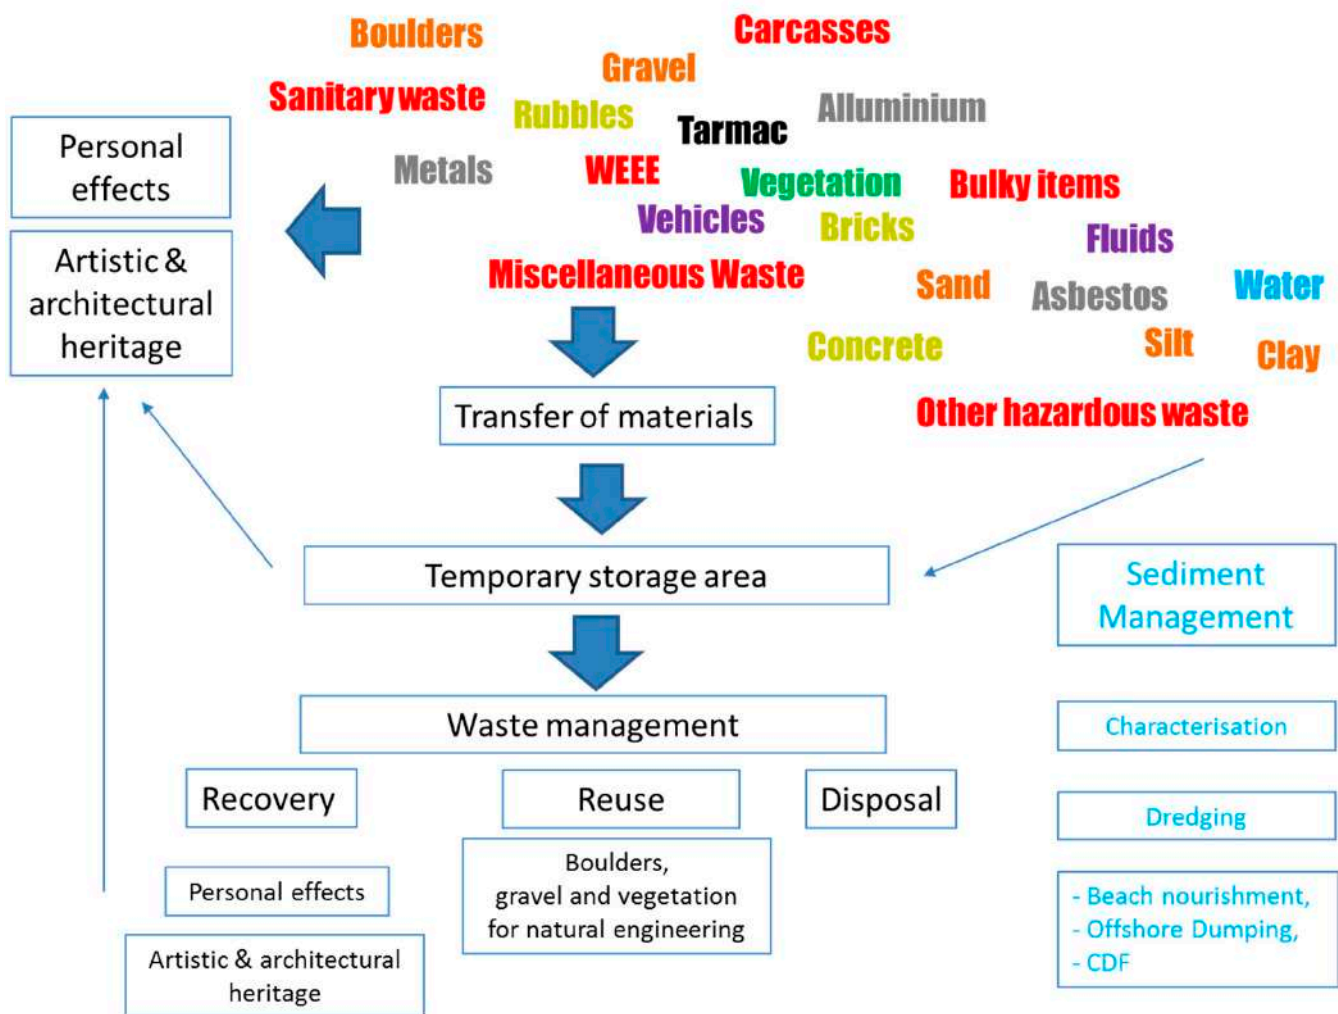 Boulders
Carcasses
Gravel
Sanitary waste
Rubbles
Alluminium
Tarmac
Personal
effects
Metals
WEEE
Vegetation
Bulky items
Vehicles
Bricks
Fluids
Artistic &
architectural
heritage
Miscellaneous Waste
Sand
Asbestos
Water
Concrete
Silt
Clay
Transfer of materials
Other hazardous waste
Temporary storage area
Sediment
Management
Waste management
Characterisation
Recovery
Reuse
Disposal
Dredging
Personal effects
Boulders,
gravel and vegetation
for natural engineering
- Beach nourishment,
- Offshore Dumping,
- CDF
Artistic & architectural
heritage